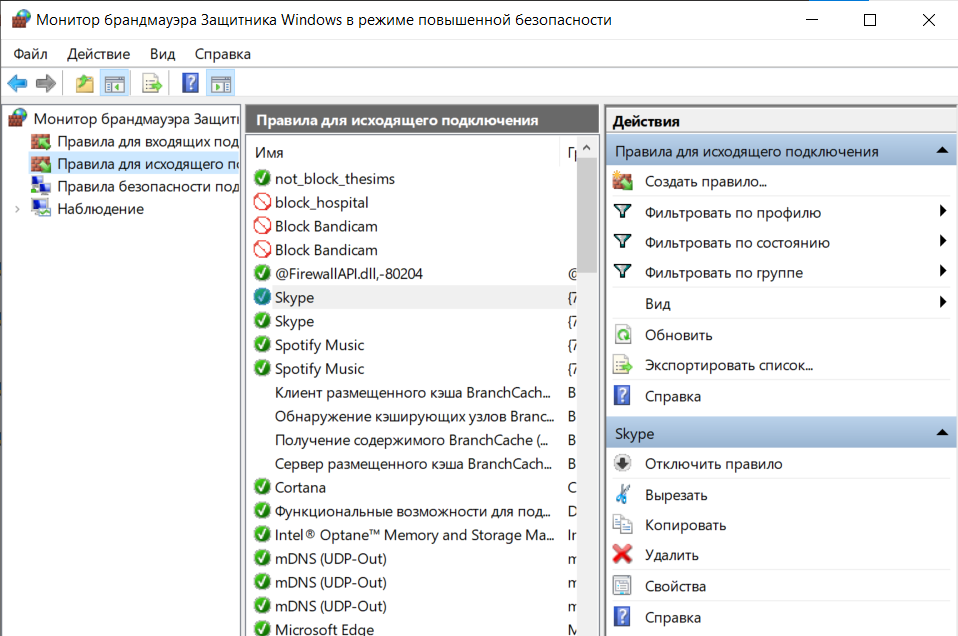 Монитор брандмауэра Защитника Windows в режиме повышенной безопасности
Файл Действие Вид Справка
Монитор брандмауэра Защити
Правила для входящих под
Правила для исходящего по
Правила безопасности под
Наблюдение
Правила для исходящего подключения
Имя
not_block_thesims
block_hospital
Block Bandicam
Block Bandicam
@FirewallAPI.dll,-80204 @
Skype {7
Skype {7
Spotify Music {7
Spotify Music {7
Клиент размещенного кэша BranchCach... B
Обнаружение кэширующих узлов Branc... B
Получение содержимого BranchCache (... B
Сервер размещенного кэша BranchCach... B
Cortana C
Функциональные возможности для под... D
Intel® Optane™ Memory and Storage Ma... In
mDNS (UDP-Out) m
mDNS (UDP-Out) m
mDNS (UDP-Out) m
Microsoft Edge M
Действия
Правила для исходящего подключения
Создать правило...
Фильтровать по профилю
Фильтровать по состоянию
Фильтровать по группе
Вид
Обновить
Экспортировать список...
Справка
Skype
Отключить правило
Вырезать
Копировать
Удалить
Свойства
Справка